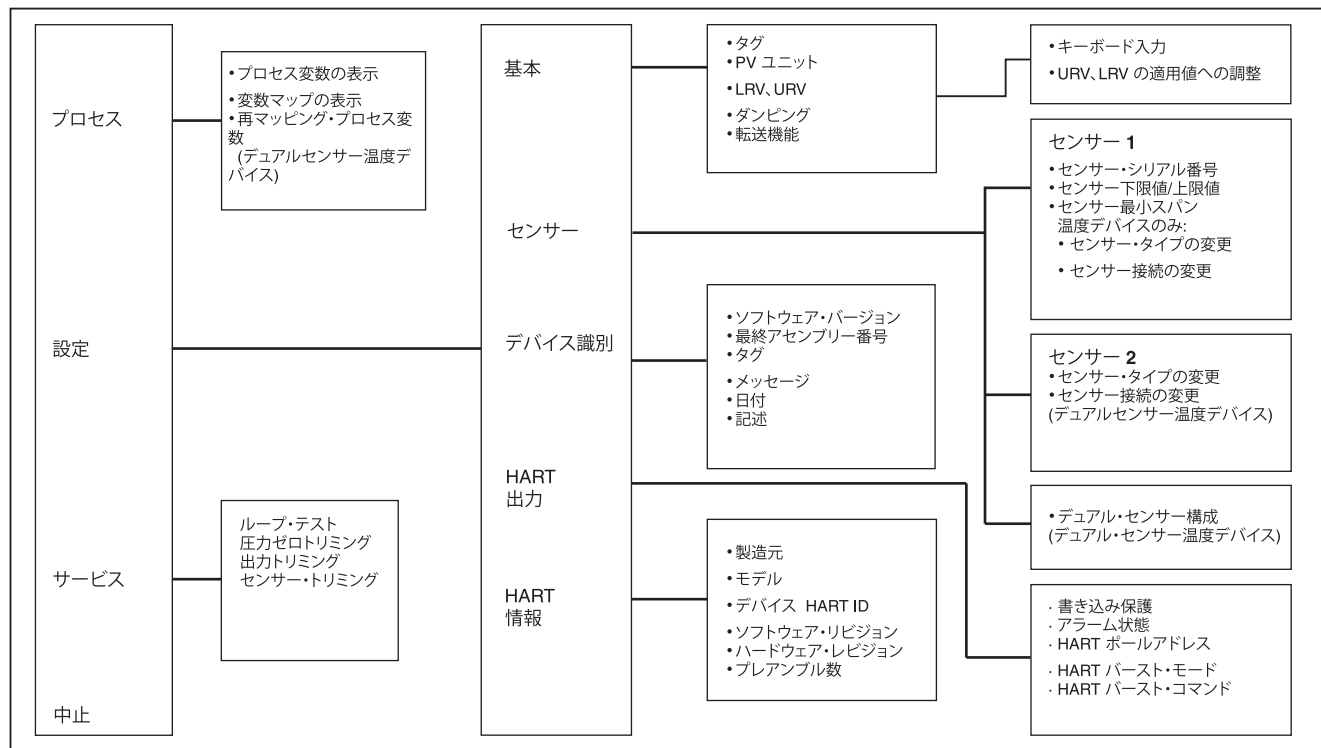 プロセス
設定
サービス
中止
•プロセス変数の表示
•変数マップの表示
•再マッピング・プロセス変
数
(デュアルセンサー温度デ
バイス)
ループ・テスト
圧力ゼロトリミング
出力トリミング
センサー・トリミング
基本
センサー
デバイス識別
HART
出力
HART
情報
•タグ
•PV ユニット
•LRV、URV
•ダンピング
•転送機能
•ソフトウェア・バージョン
•最終アセンブリー番号
•タグ
•メッセージ
•日付
•記述
•製造元
•モデル
•デバイス HART ID
•ソフトウェア・リビジョン
•ハードウェア・レビジョン
•プレアンブル数
•キーボード入力
•URV、LRV の適用値への調整
センサー 1
•センサー・シリアル番号
•センサー下限値/上限値
•センサー最小スパン
温度デバイスのみ:
• センサー・タイプの変更
• センサー接続の変更
センサー 2
•センサー・タイプの変更
•センサー接続の変更
(デュアルセンサー温度デバイス)
•デュアル・センサー構成
(デュアル・センサー温度デバイス)
· 書き込み保護
· アラーム状態
· HART ポールアドレス
· HART バースト・モード
· HART バースト・コマンド